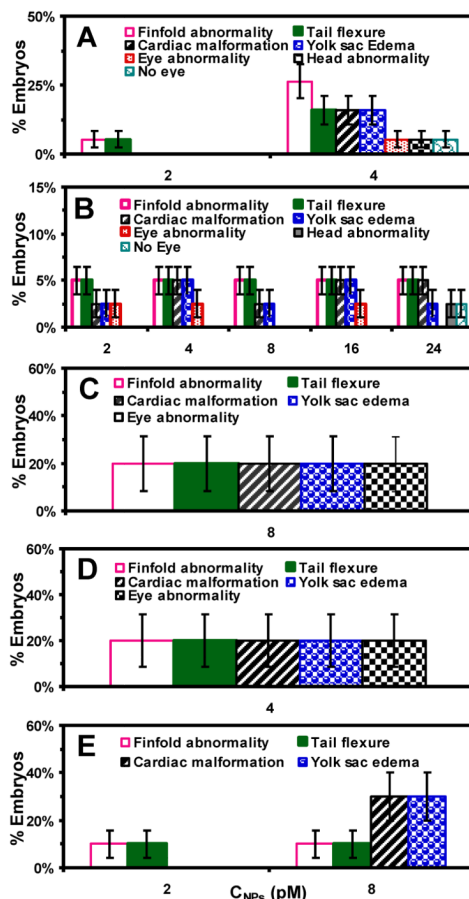 A
Finfold abnormality Tail flexure
Cardiac malformation Yolk sac Edema
Eye abnormality Head abnormality
No eye
50%
25%
0%
% Embryos
2 4
B
Finfold abnormality Tail flexure
Cardiac malformation Yolk sac edema
Eye abnormality Head abnormality
No Eye
15%
10%
5%
0%
% Embryos
2 4 8 16 24
C
Finfold abnormality Tail flexure
Cardiac malformation Yolk sac edema
Eye abnormality
60%
40%
20%
0%
% Embryos
8
D
Finfold abnormality Tail flexure
Cardiac malformation Yolk sac edema
Eye abnormality
60%
40%
20%
0%
% Embryos
4
E
Finfold abnormality Tail flexure
Cardiac malformation Yolk sac edema
60%
40%
20%
0%
% Embryos
2 8
CNPs (pM)